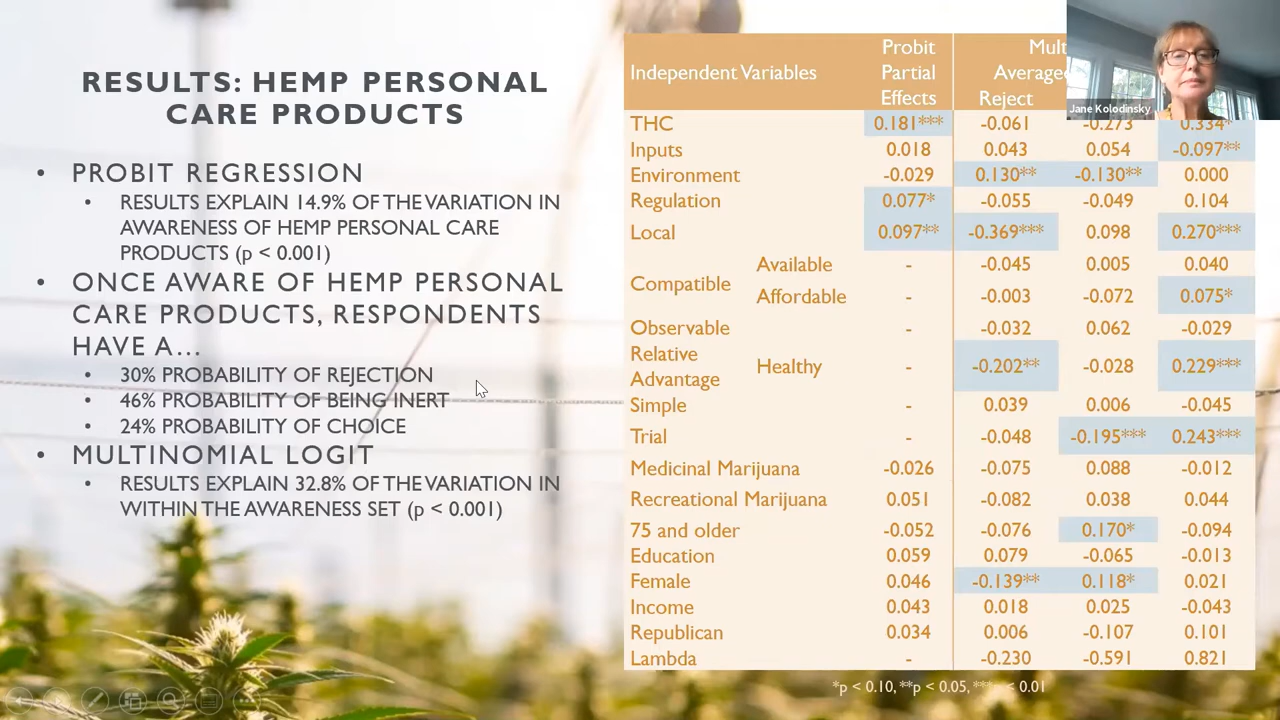 RESULTS: HEMP PERSONAL
CARE PRODUCTS
• PROBIT REGRESSION
• RESULTS EXPLAIN 14.9% OF THE VARIATION IN
AWARENESS OF HEMP PERSONAL CARE
PRODUCTS (p < 0.001)
• ONCE AWARE OF HEMP PERSONAL
CARE PRODUCTS, RESPONDENTS
HAVE A…
• 30% PROBABILITY OF REJECTION
• 46% PROBABILITY OF BEING INERT
• 24% PROBABILITY OF CHOICE
• MULTINOMIAL LOGIT
• RESULTS EXPLAIN 32.8% OF THE VARIATION IN
WITHIN THE AWARENESS SET (p < 0.001)
Independent Variables
Probit
Partial
Effects
Mult
Averaged
Reject
Jane Kolodinsky
THC 0.181*** -0.061 -0.273 0.334*
Inputs 0.018 0.043 0.054 -0.097**
Environment -0.029 0.130** -0.130** 0.000
Regulation 0.077* -0.055 -0.049 0.104
Local 0.097** -0.369*** 0.098 0.270***
Compatible
Available - -0.045 0.005 0.040
Affordable - -0.003 -0.072 0.075*
Observable - -0.032 0.062 -0.029
Relative
Advantage
Healthy - -0.202** -0.028 0.229***
Simple - 0.039 0.006 -0.045
Trial - -0.048 -0.195*** 0.243***
Medicinal Marijuana -0.026 -0.075 0.088 -0.012
Recreational Marijuana 0.051 -0.082 0.038 0.044
75 and older -0.052 -0.076 0.170* -0.094
Education 0.059 0.079 -0.065 -0.013
Female 0.046 -0.139** 0.118* 0.021
Income 0.043 0.018 0.025 -0.043
Republican 0.034 0.006 -0.107 0.101
Lambda - -0.230 -0.591 0.821
*p < 0.10, **p < 0.05, ***p < 0.01